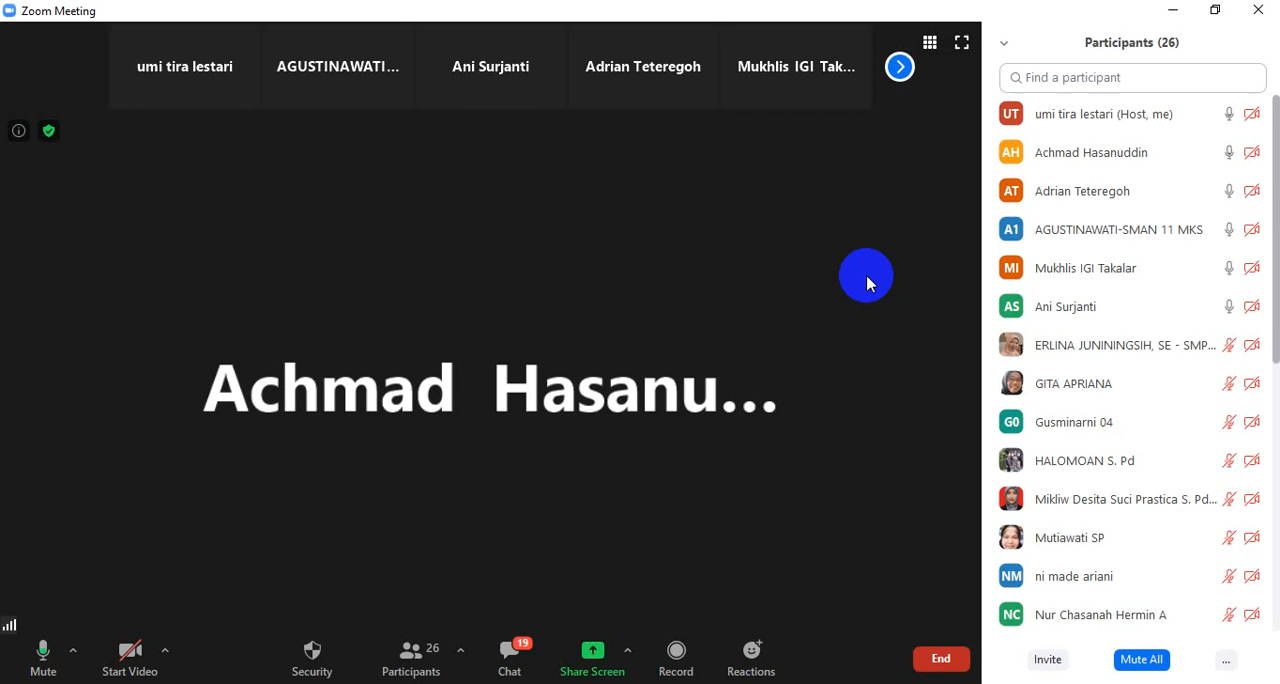 Zoom Meeting
umi tira lestari
AGUSTINAWATI...
Ani Surjanti
Adrian Teteregoh
Mukhlis IGI Tak...
Achmad Hasanu...
Mute
Start Video
Security
26
Participants
19
Chat
Share Screen
Record
Reactions
End
Participants (26)
Find a participant
UT umi tira lestari (Host, me)
AH Achmad Hasanuddin
AT Adrian Teteregoh
A1 AGUSTINAWATI-SMAN 11 MKS
MI Mukhlis IGI Takalar
AS Ani Surjanti
ERLINA JUNININGSIH, SE - SMP...
GITA APRIANA
G0 Gusminarni 04
HALOMOAN S. Pd
Mikliw Desita Suci Prastica S. Pd...
Mutiawati SP
NM ni made ariani
NC Nur Chasanah Hermin A
Invite
Mute All
...